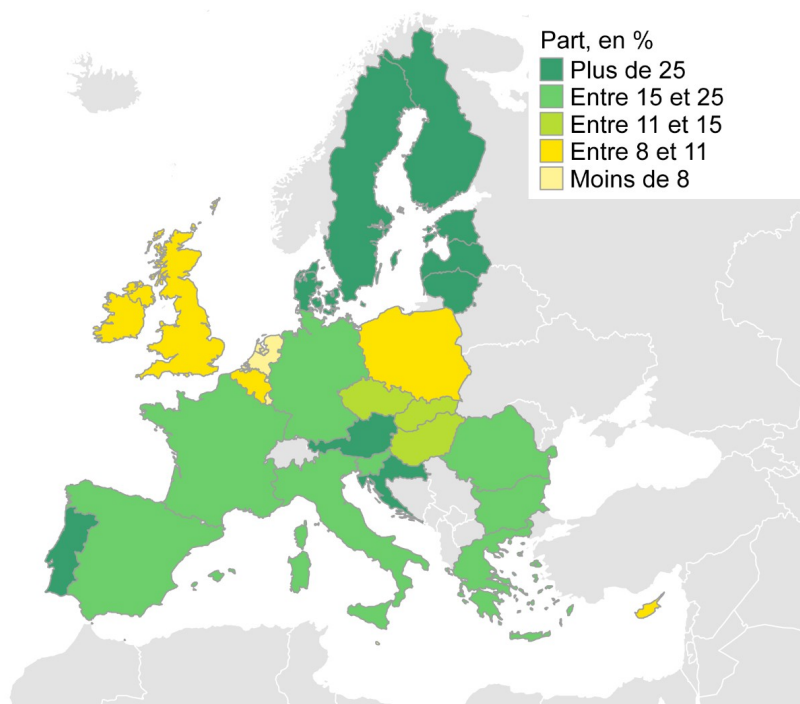 Part, en %
Plus de 25
Entre 15 et 25
Entre 11 et 15
Entre 8 et 11
Moins de 8